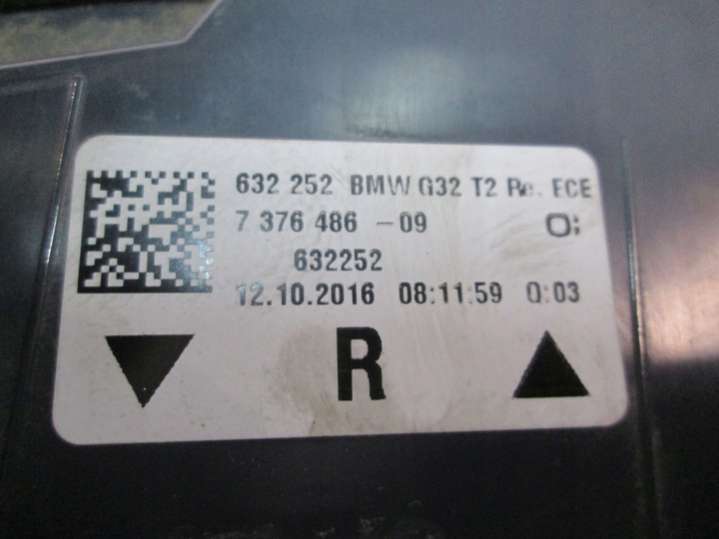 632 252 BMW G32 T2 Re. ECE
7 376 486 -09 O;
632252
12.10.2016 08:11:59 0:03
R